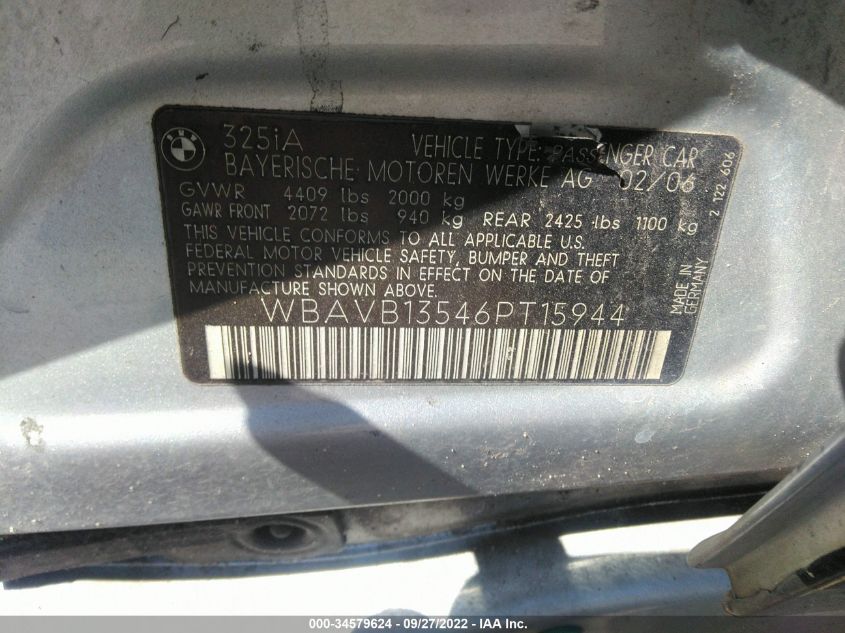 BMW
325iA VEHICLE TYPE: PASSENGER CAR
BAYERISCHE MOTOREN WERKE AG 02/06
GVWR 4409 lbs 2000 kg
GAWR FRONT 2072 lbs 940 kg REAR 2425 lbs 1100 kg
THIS VEHICLE CONFORMS TO ALL APPLICABLE U.S.
FEDERAL MOTOR VEHICLE SAFETY, BUMPER AND THEFT
PREVENTION STANDARDS IN EFFECT ON THE DATE OF
MANUFACTURE SHOWN ABOVE.
WBAVB13546PT15944
2 122 606
MADE IN
GERMANY
000-34579624 - 09/27/2022 - IAA Inc.